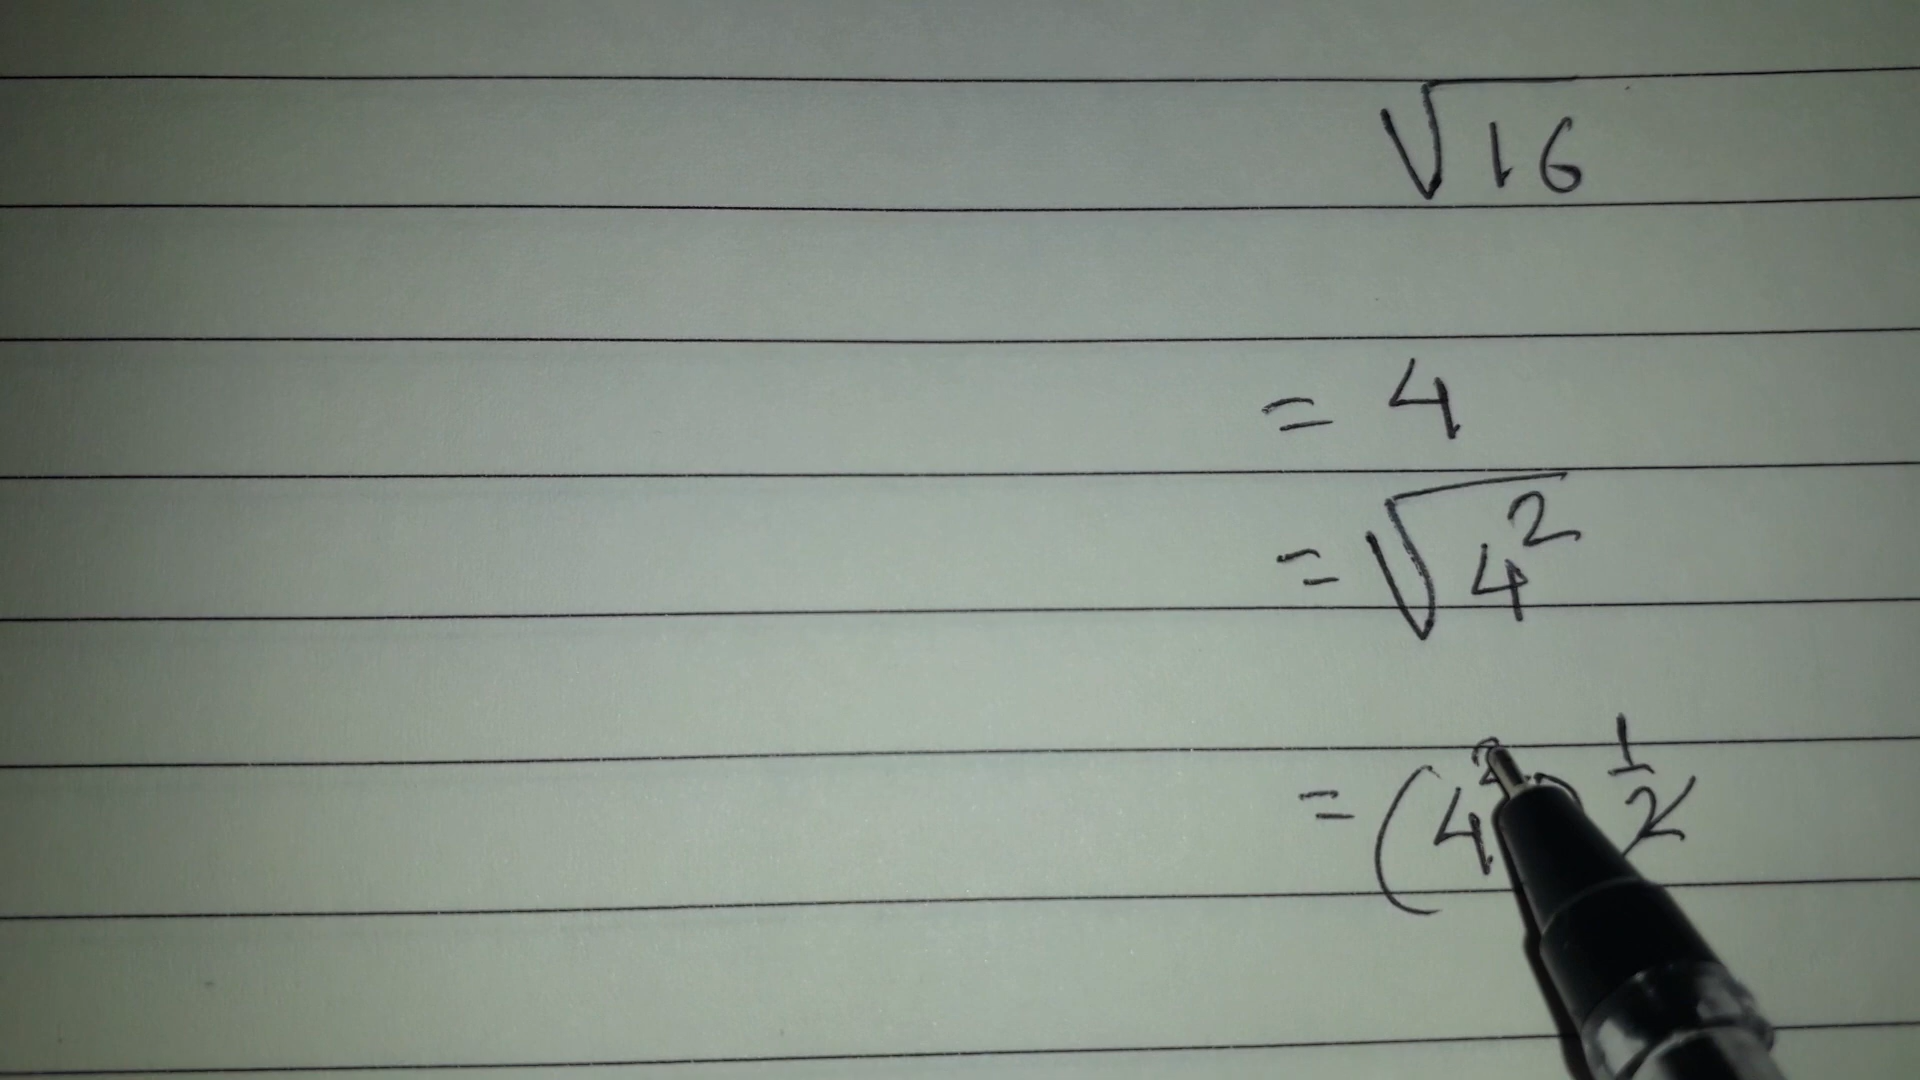 √16
= 4
= √4²
= (4²)^1/2